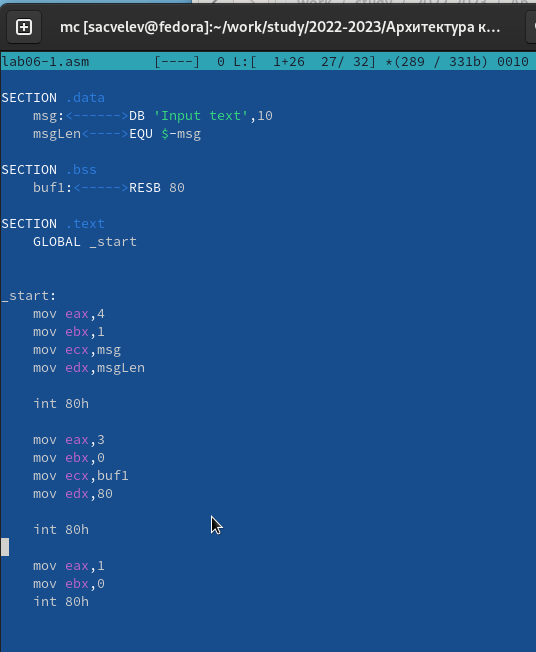 mc [sacvelev@fedora]:~/work/study/2022-2023/Архитектура к...
lab06-1.asm [----] 0 L:[ 1+26 27/ 32] *(289 / 331b) 0010
SECTION .data
msg:<------>DB 'Input text',10
msgLen<---->EQU $-msg
SECTION .bss
buf1:<----->RESB 80
SECTION .text
GLOBAL _start
_start:
mov eax,4
mov ebx,1
mov ecx,msg
mov edx,msgLen
int 80h
mov eax,3
mov ebx,0
mov ecx,buf1
mov edx,80
int 80h
mov eax,1
mov ebx,0
int 80h